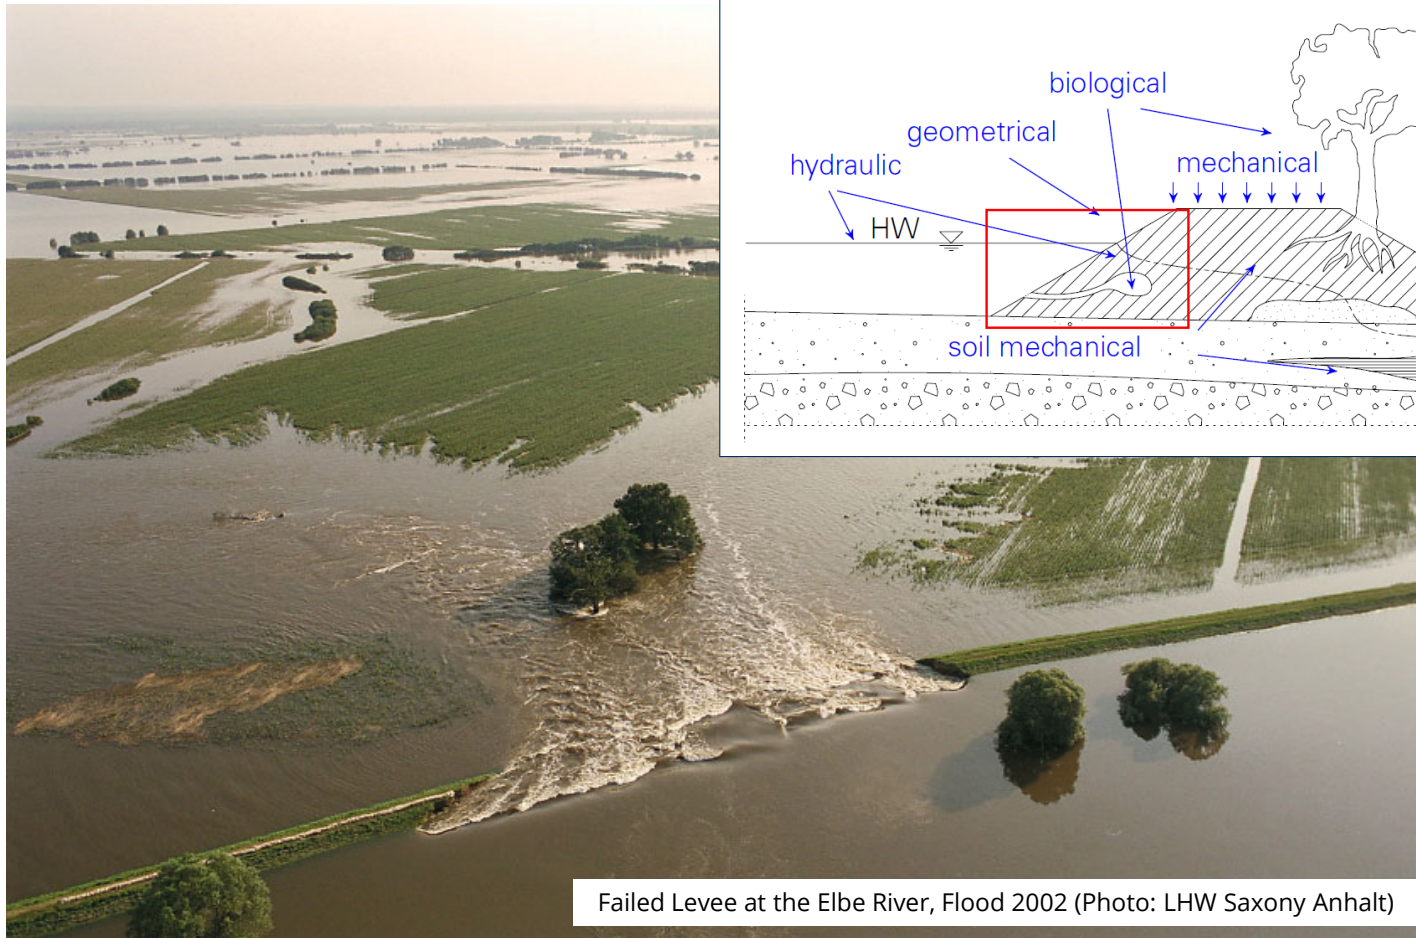 biological
geometrical
mechanical
hydraulic
HW
soil mechanical
Failed Levee at the Elbe River, Flood 2002 (Photo: LHW Saxony Anhalt)